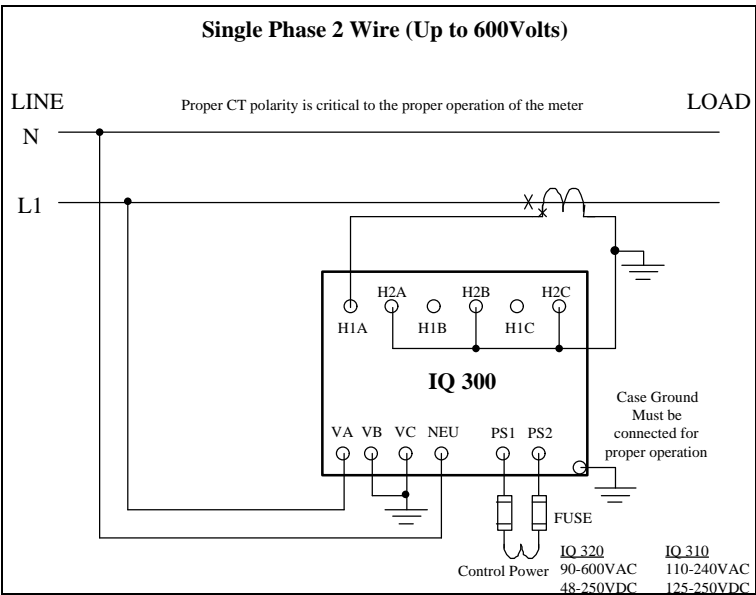 Single Phase 2 Wire (Up to 600Volts)
LINE
Proper CT polarity is critical to the proper operation of the meter
LOAD
N
L1
H2A
H2B
H2C
H1A
H1B
H1C
IQ 300
Case Ground
Must be
connected for
proper operation
VA VB VC NEU PS1 PS2
FUSE
Control Power
IQ 320
90-600VAC
48-250VDC
IQ 310
110-240VAC
125-250VDC